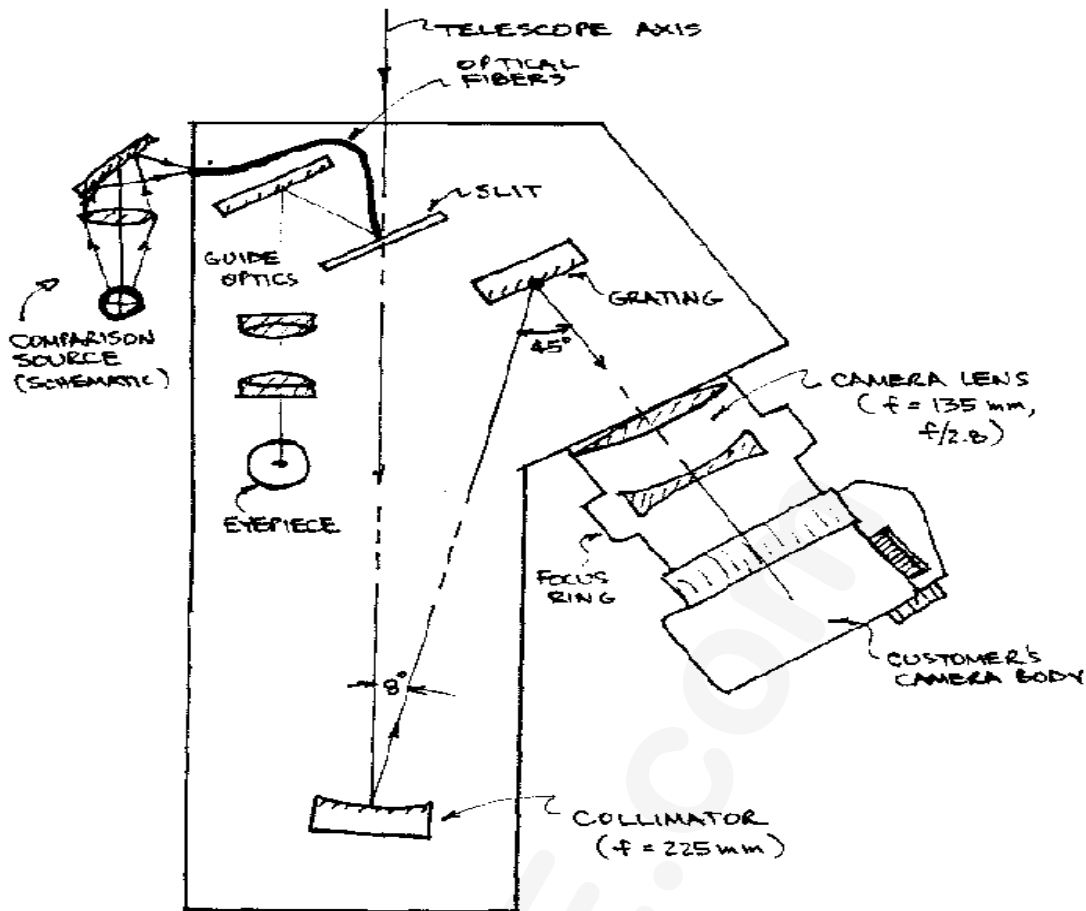 TELESCOPE AXIS
OPTICAL
FIBERS
SLIT
GUIDE
OPTICS
GRATING
45°
COMPARISON
SOURCE
(SCHEMATIC)
CAMERA LENS
(f = 135 mm,
f/2.8)
EYEPIECE
FOCUS
RING
CUSTOMER'S
CAMERA BODY
8°
COLLIMATOR
(f = 225 mm)